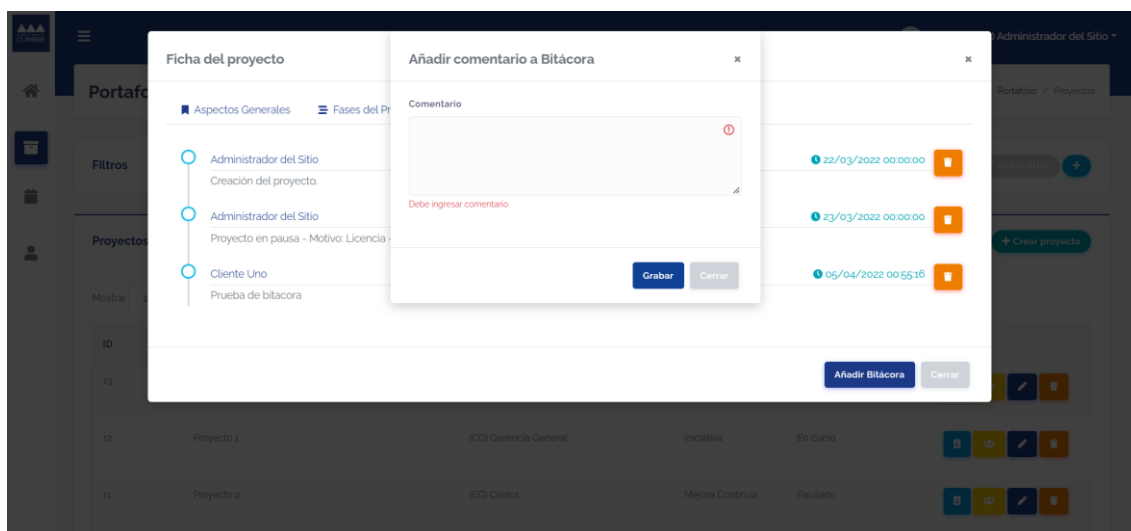 CUMBRE
Administrador del Sitio
Ficha del proyecto
Añadir comentario a Bitácora
Portafo
Portafolio / Proyectos
Aspectos Generales
Fases del Pr
Comentario
Filtros
Administrador del Sitio
22/03/2022 00:00:00
Creación del proyecto.
Debe ingresar comentario
Administrador del Sitio
23/03/2022 00:00:00
Proyectos
Proyecto en pausa - Motivo: Licencia -
+ Crear proyecto
Cliente Uno
Grabar
Cerrar
05/04/2022 00:55:16
Prueba de bitacora
Mostrar
ID
Añadir Bitácora
Cerrar
13
12
Proyecto 1
(CO) Gerencia General
Iniciativa
En curso
11
Proyecto 2
(EG) Clínica
Mejora Continua
Pausado